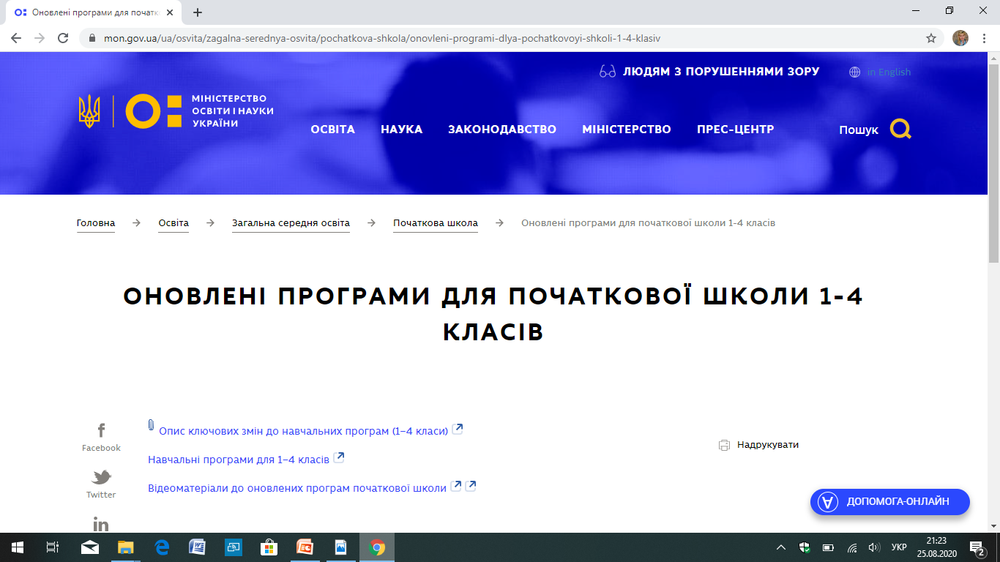 Оновлені програми для початк
mon.gov.ua/ua/osvita/zagalna-serednya-osvita/pochatkova-shkola/onovleni-programi-dlya-pochatkovoyi-shkoli-1-4-klasiv
ЛЮДЯМ З ПОРУШЕННЯМИ ЗОРУ in English
МІНІСТЕРСТВО
ОСВІТИ І НАУКИ
УКРАЇНИ
ОСВІТА НАУКА ЗАКОНОДАВСТВО МІНІСТЕРСТВО ПРЕС-ЦЕНТР Пошук
Головна → Освіта → Загальна середня освіта → Початкова школа → Оновлені програми для початкової школи 1-4 класів
ОНОВЛЕНІ ПРОГРАМИ ДЛЯ ПОЧАТКОВОЇ ШКОЛИ 1-4
КЛАСІВ
Facebook
Twitter
Опис ключових змін до навчальних програм (1–4 класи)
Навчальні програми для 1–4 класів
Відеоматеріали до оновлених програм початкової школи
Надрукувати
ДОПОМОГА-ОНЛАЙН
УКР
21:23
25.08.2020
2